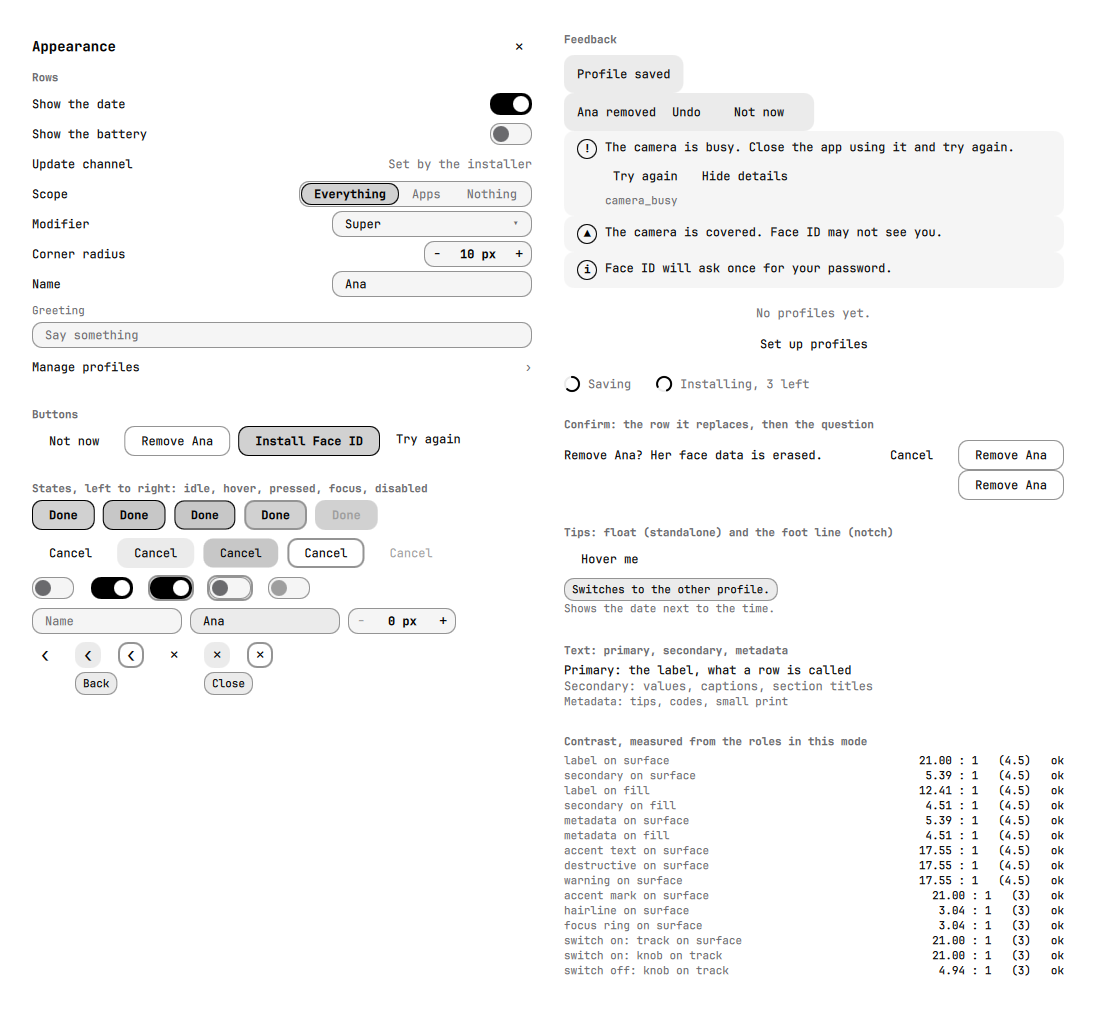 Appearance ×
Rows
Show the date
Show the battery
Update channel Set by the installer
Scope Everything Apps Nothing
Modifier Super ▾
Corner radius - 10 px +
Name Ana
Greeting
Say something
Manage profiles ›
Buttons
Not now Remove Ana Install Face ID Try again
States, left to right: idle, hover, pressed, focus, disabled
Done Done Done Done Done
Cancel Cancel Cancel Cancel Cancel
Name Ana - 0 px +
‹ ‹ ‹ × × ×
Back Close
Feedback
Profile saved
Ana removed Undo Not now
! The camera is busy. Close the app using it and try again.
Try again Hide details
camera_busy
▲ The camera is covered. Face ID may not see you.
i Face ID will ask once for your password.
No profiles yet.
Set up profiles
Saving Installing, 3 left
Confirm: the row it replaces, then the question
Remove Ana? Her face data is erased. Cancel Remove Ana
Remove Ana
Tips: float (standalone) and the foot line (notch)
Hover me
Switches to the other profile.
Shows the date next to the time.
Text: primary, secondary, metadata
Primary: the label, what a row is called
Secondary: values, captions, section titles
Metadata: tips, codes, small print
Contrast, measured from the roles in this mode
label on surface 21.00 : 1 (4.5) ok
secondary on surface 5.39 : 1 (4.5) ok
label on fill 12.41 : 1 (4.5) ok
secondary on fill 4.51 : 1 (4.5) ok
metadata on surface 5.39 : 1 (4.5) ok
metadata on fill 4.51 : 1 (4.5) ok
accent text on surface 17.55 : 1 (4.5) ok
destructive on surface 17.55 : 1 (4.5) ok
warning on surface 17.55 : 1 (4.5) ok
accent mark on surface 21.00 : 1 (3) ok
hairline on surface 3.04 : 1 (3) ok
focus ring on surface 3.04 : 1 (3) ok
switch on: track on surface 21.00 : 1 (3) ok
switch on: knob on track 21.00 : 1 (3) ok
switch off: knob on track 4.94 : 1 (3) ok